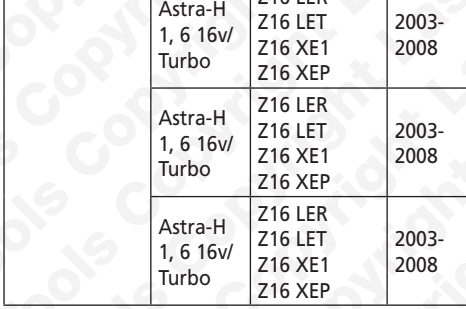 Astra-H
1, 6 16v/
Turbo
Z16 LER
Z16 LET
Z16 XE1
Z16 XEP
2003-
2008
Astra-H
1, 6 16v/
Turbo
Z16 LER
Z16 LET
Z16 XE1
Z16 XEP
2003-
2008
Astra-H
1, 6 16v/
Turbo
Z16 LER
Z16 LET
Z16 XE1
Z16 XEP
2003-
2008